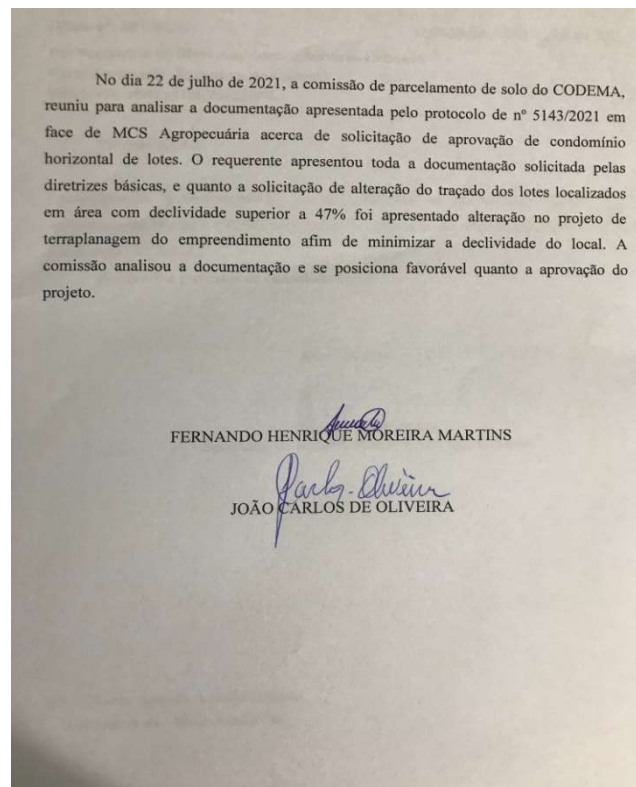 No dia 22 de julho de 2021, a comissão de parcelamento de solo do CODEMA,
reuniu para analisar a documentação apresentada pelo protocolo de nº 5143/2021 em
face de MCS Agropecuária acerca de solicitação de aprovação de condomínio
horizontal de lotes. O requerente apresentou toda a documentação solicitada pelas
diretrizes básicas, e quanto a solicitação de alteração do traçado dos lotes localizados
em área com declividade superior a 47% foi apresentado alteração no projeto de
terraplanagem do empreendimento afim de minimizar a declividade do local. A
comissão analisou a documentação e se posiciona favorável quanto a aprovação do
projeto.
FERNANDO HENRIQUE MOREIRA MARTINS
JOÃO CARLOS DE OLIVEIRA